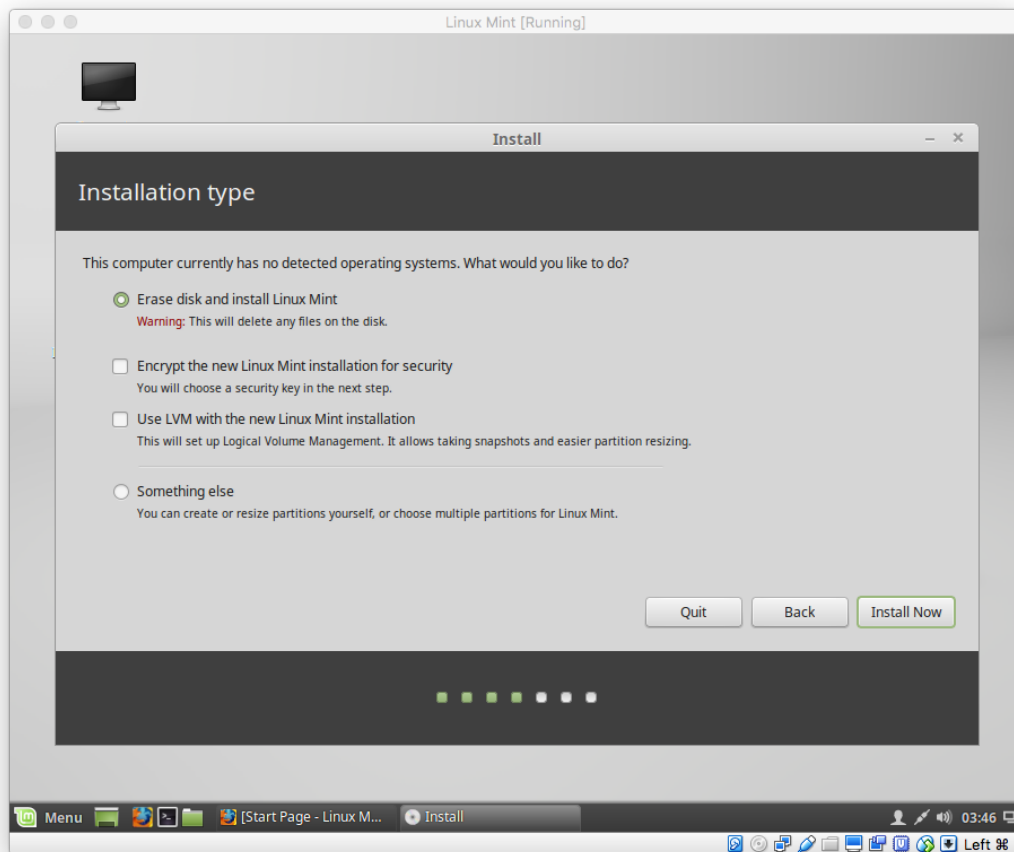 Linux Mint [Running]
Install
Installation type
This computer currently has no detected operating systems. What would you like to do?
Erase disk and install Linux Mint
Warning: This will delete any files on the disk.
Encrypt the new Linux Mint installation for security
You will choose a security key in the next step.
Use LVM with the new Linux Mint installation
This will set up Logical Volume Management. It allows taking snapshots and easier partition resizing.
Something else
You can create or resize partitions yourself, or choose multiple partitions for Linux Mint.
Quit Back Install Now
Menu [Start Page - Linux M... Install 03:46
Left ⌘